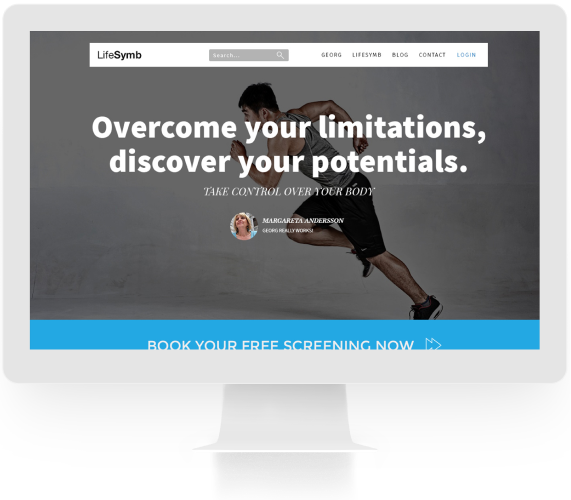 LifeSymb
Search...
GEORG LIFESYMB BLOG CONTACT LOGIN
Overcome your limitations,
discover your potentials.
TAKE CONTROL OVER YOUR BODY
MARGARETA ANDERSSON
GEORG REALLY WORKS!
BOOK YOUR FREE SCREENING NOW